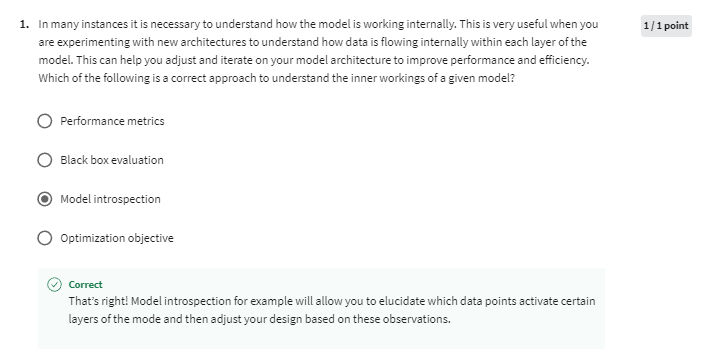 1. In many instances it is necessary to understand how the model is working internally. This is very useful when you
1 / 1 point
are experimenting with new architectures to understand how data is flowing internally within each layer of the
model. This can help you adjust and iterate on your model architecture to improve performance and efficiency.
Which of the following is a correct approach to understand the inner workings of a given model?
Performance metrics
Black box evaluation
Model introspection
Optimization objective
Correct
That's right! Model introspection for example will allow you to elucidate which data points activate certain
layers of the mode and then adjust your design based on these observations.